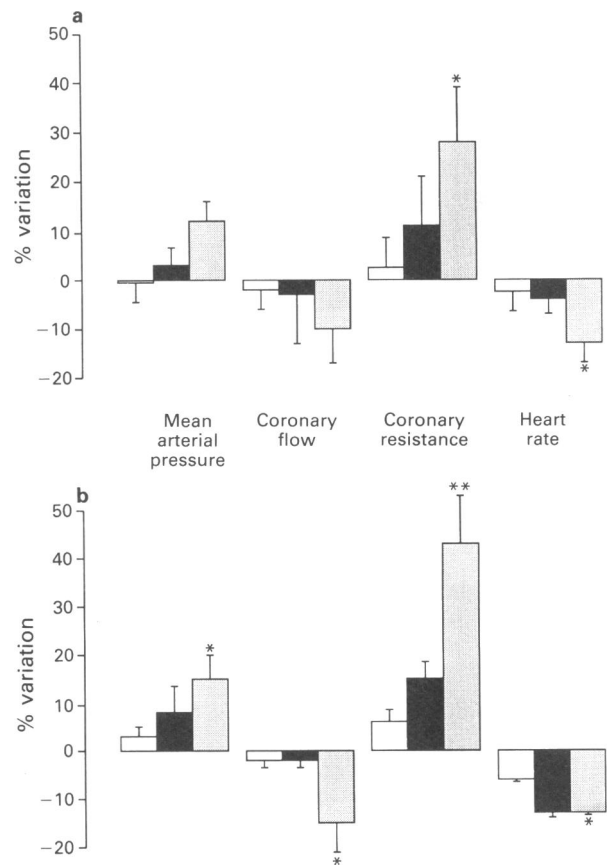 a
50
40
30
20
10
0
−10
−20
% variation
*
*
Mean
arterial
pressure
Coronary
flow
Coronary
resistance
Heart
rate
b
50
40
30
20
10
0
−10
−20
% variation
*
*
**
*